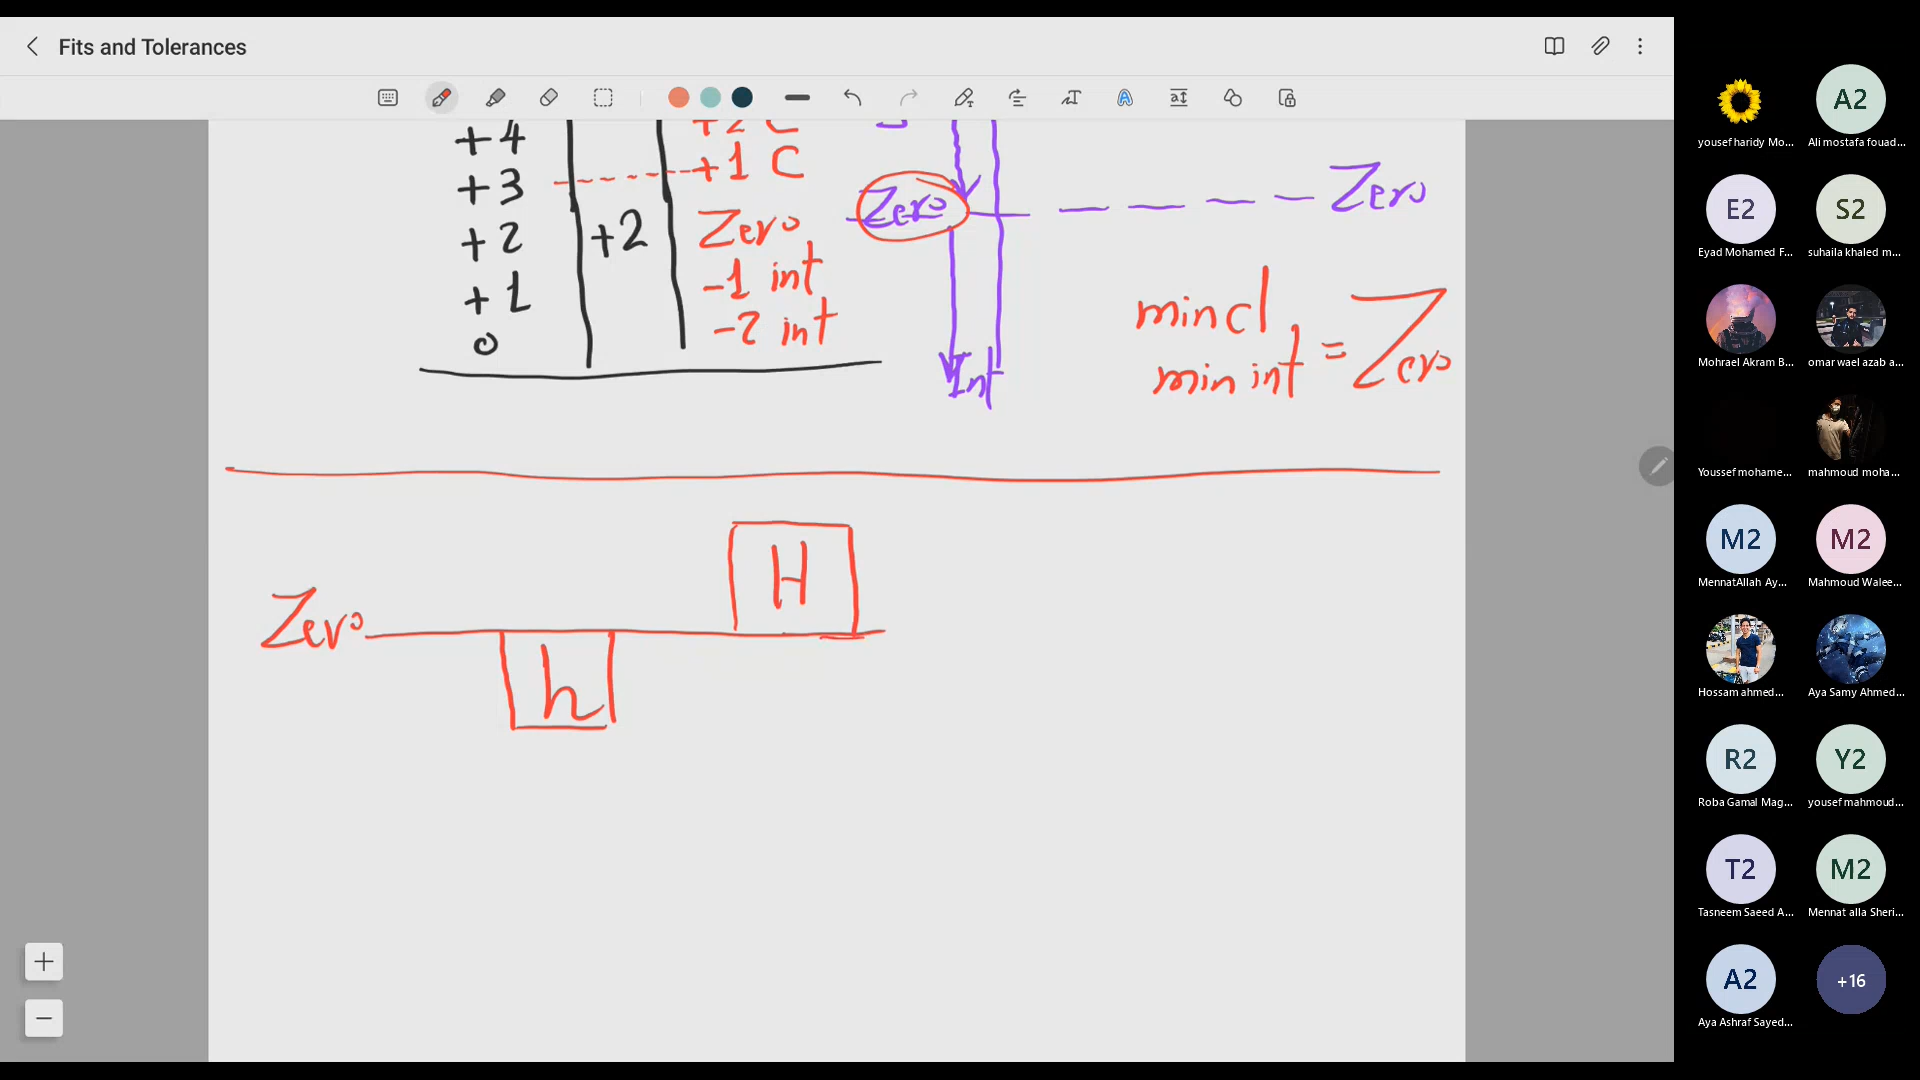 Fits and Tolerances
+4 +2 C
+3 +1 C
+2 +2 Zero
+1 -1 int
0 -2 int
Zero
Zero
Int
min cl
min int = Zero
H
Zero
h
yousef haridy Mo...
A2
Ali mostafa fouad...
E2
Eyad Mohamed F...
S2
suhaila khaled m...
Mohrael Akram B...
omar wael azab a...
Youssef mohame...
mahmoud moha...
M2
MennatAllah Ay...
M2
Mahmoud Walee...
Hossam ahmed...
Aya Samy Ahmed...
R2
Roba Gamal Mag...
Y2
yousef mahmoud...
T2
Tasneem Saeed A...
M2
Mennat alla Sheri...
A2
Aya Ashraf Sayed...
+16